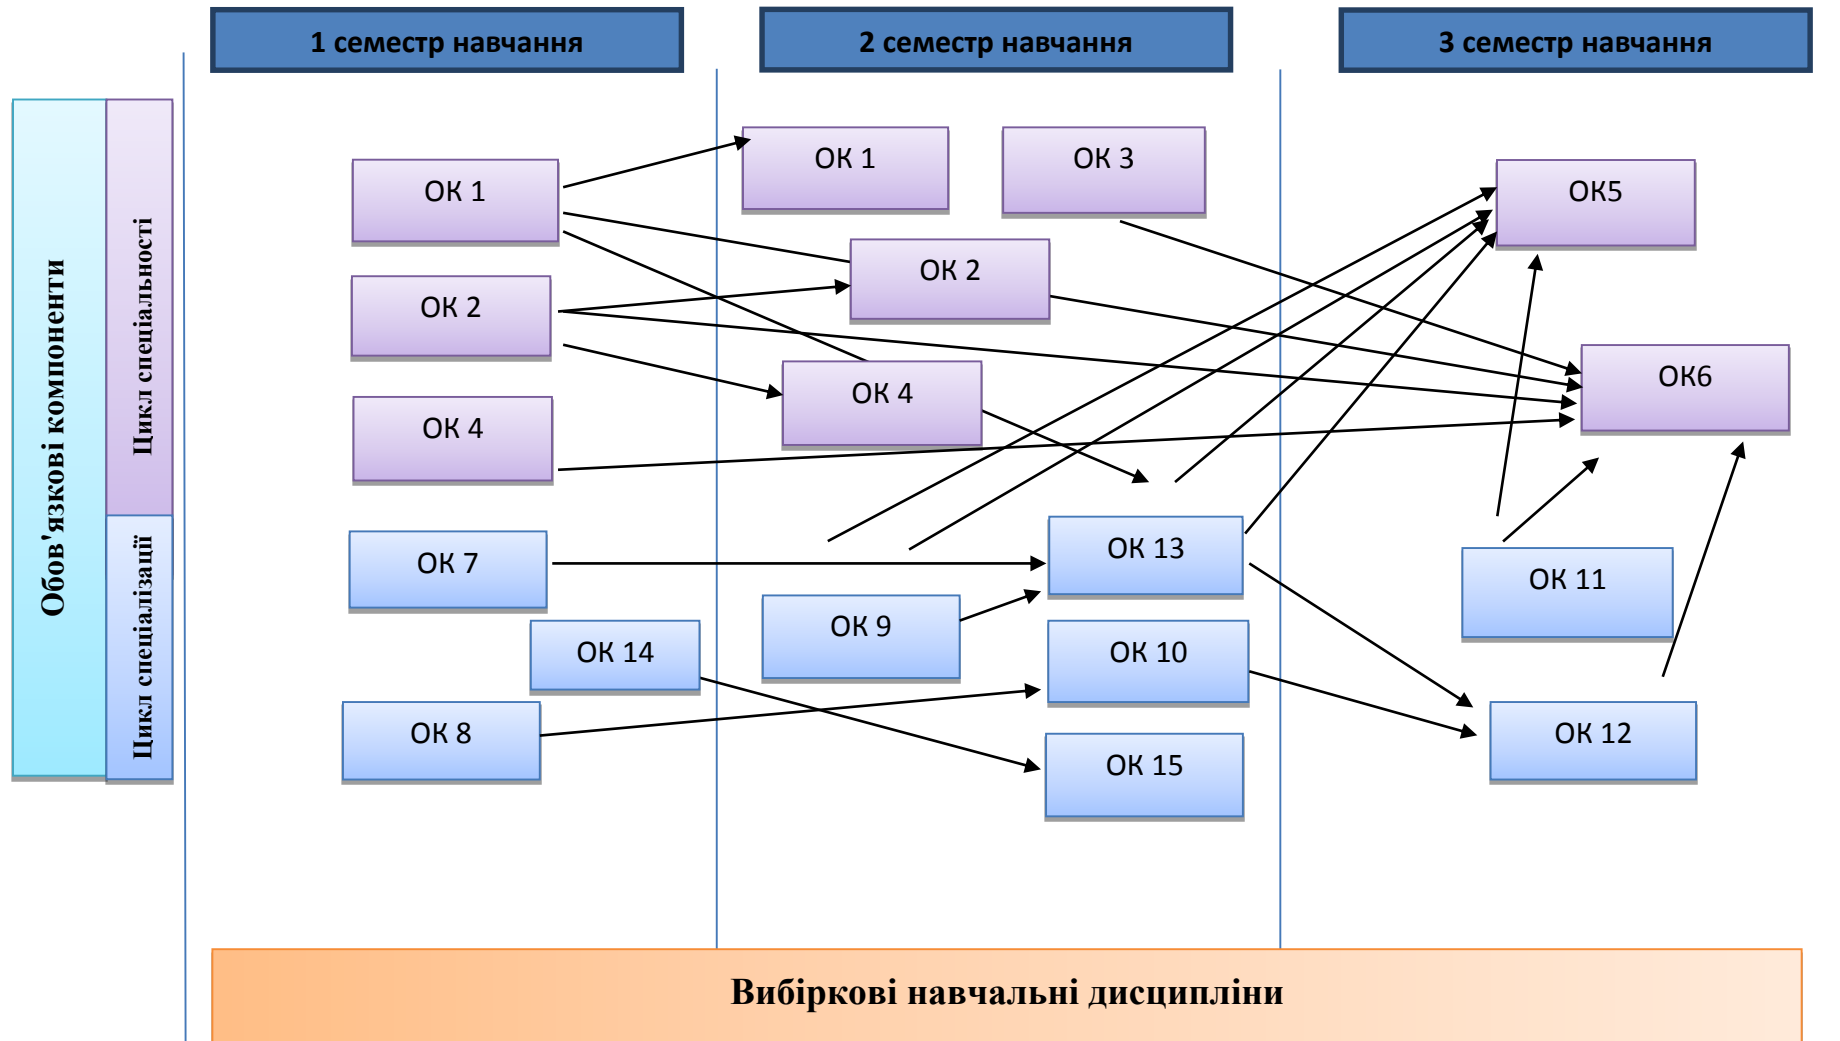 1 семестр навчання
2 семестр навчання
3 семестр навчання
Обов'язкові компоненти
Цикл спеціальності
Цикл спеціалізації
ОК 1
ОК 2
ОК 4
ОК 7
ОК 14
ОК 8
ОК 1
ОК 3
ОК 2
ОК 4
ОК 13
ОК 9
ОК 10
ОК 15
ОК5
ОК6
ОК 11
ОК 12
Вибіркові навчальні дисципліни